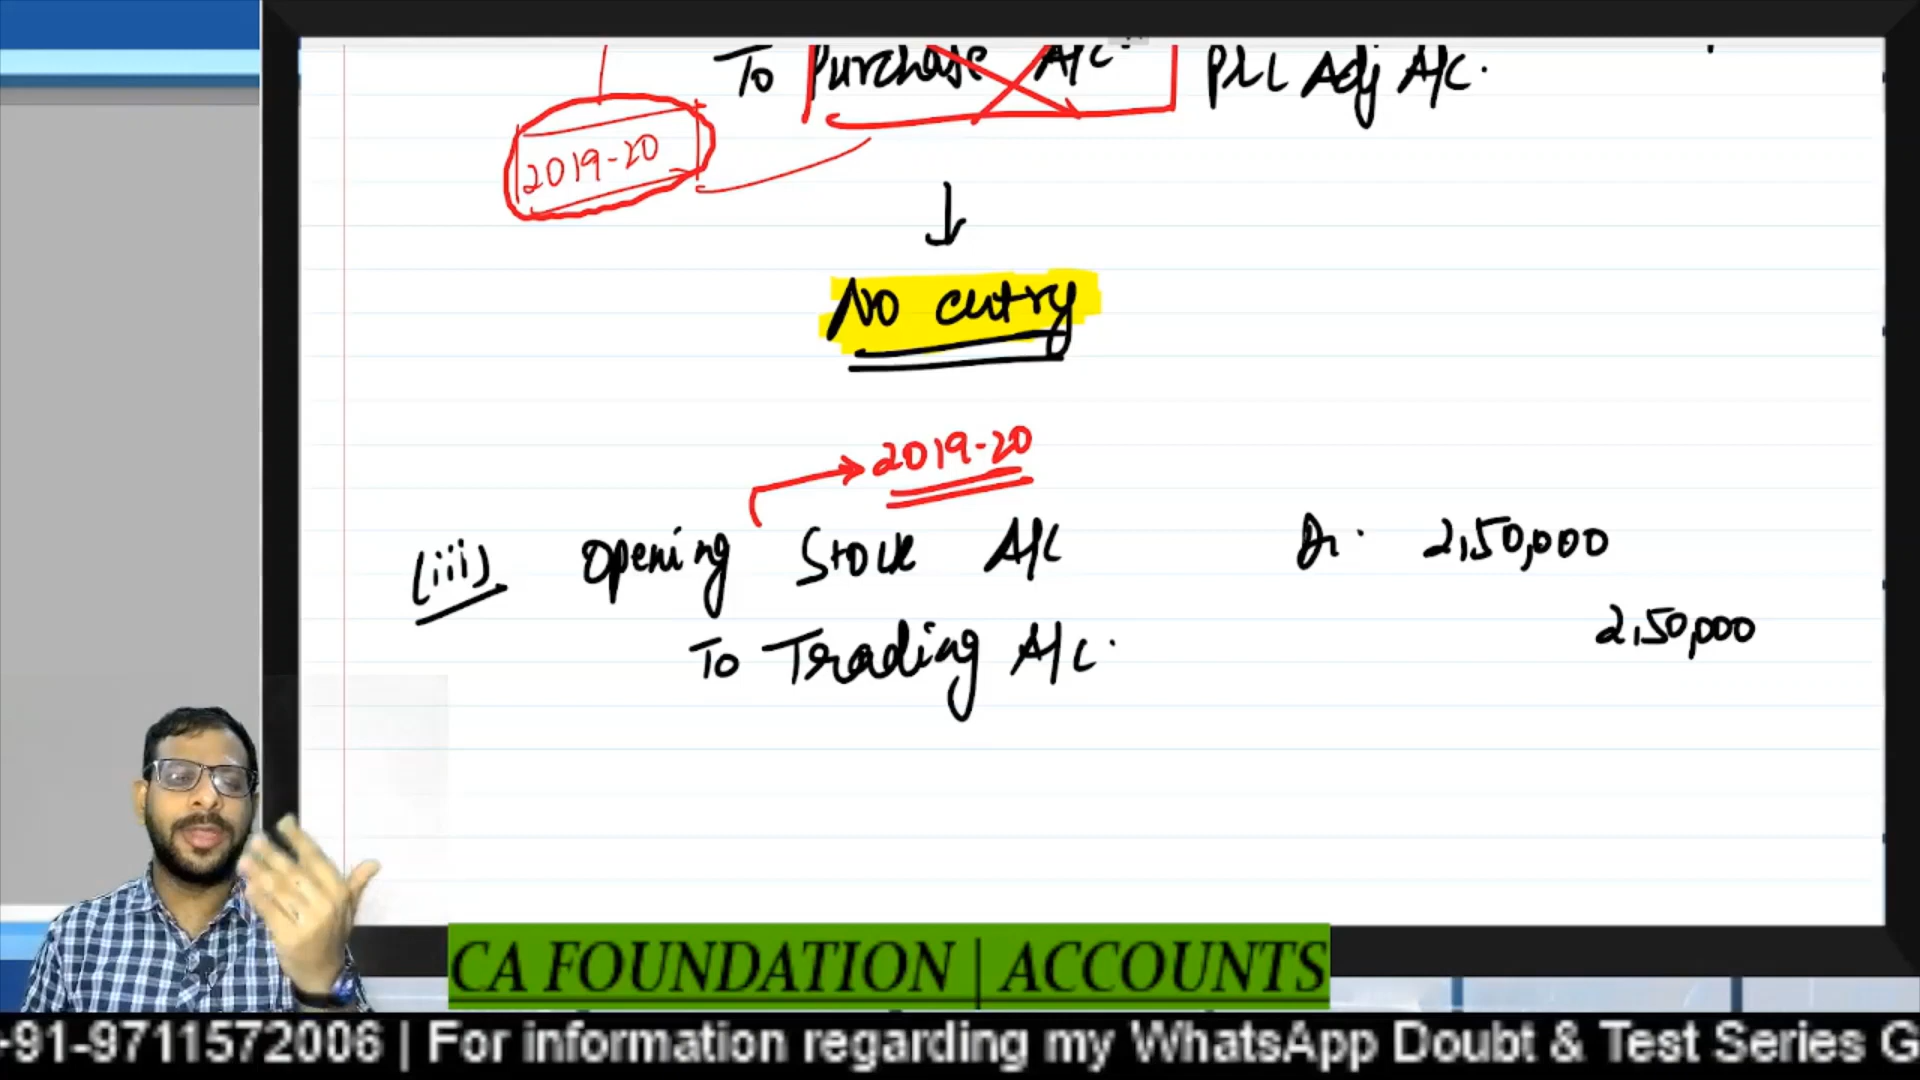 To Purchase A/c. P&L Adj A/c.
2019-20
↓
No entry
2019-20
(iii) Opening Stock A/c Dr. 2,50,000
To Trading A/c. 2,50,000
CA FOUNDATION | ACCOUNTS
+91-9711572006 | For information regarding my WhatsApp Doubt & Test Series G